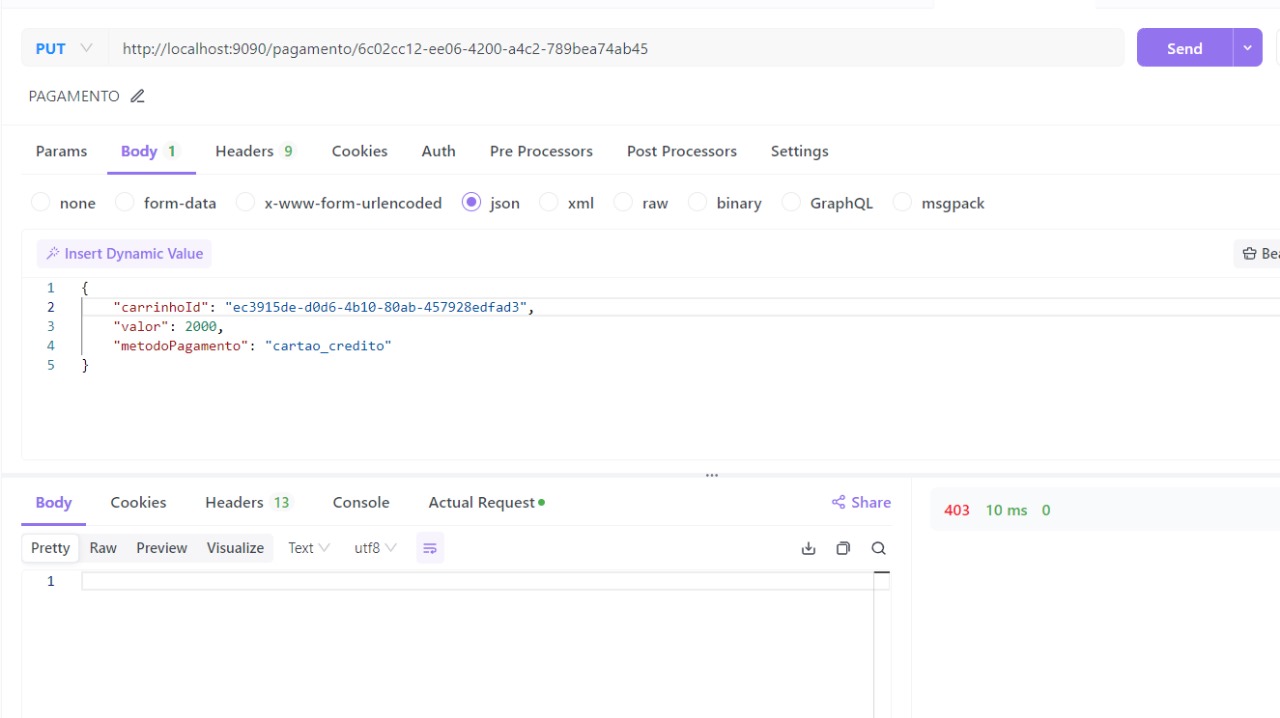 PUT http://localhost:9090/pagamento/6c02cc12-ee06-4200-a4c2-789bea74ab45 Send
PAGAMENTO
Params Body 1 Headers 9 Cookies Auth Pre Processors Post Processors Settings
none form-data x-www-form-urlencoded json xml raw binary GraphQL msgpack
Insert Dynamic Value Bea
1 {
2 "carrinhoId": "ec3915de-d0d6-4b10-80ab-457928edfad3",
3 "valor": 2000,
4 "metodoPagamento": "cartao_credito"
5 }
Body Cookies Headers 13 Console Actual Request Share
403 10 ms 0
Pretty Raw Preview Visualize Text utf8
1